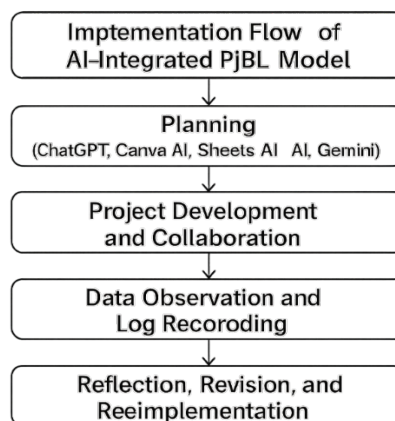 Imptementation Flow of
AI–Integrated PjBL Model
Planning
(ChatGPT, Canva AI, Sheets AI AI, Gemini)
Project Development
and Collaboration
Data Observation and
Log Recoroding
Reflection, Revision, and
Reeimplementation